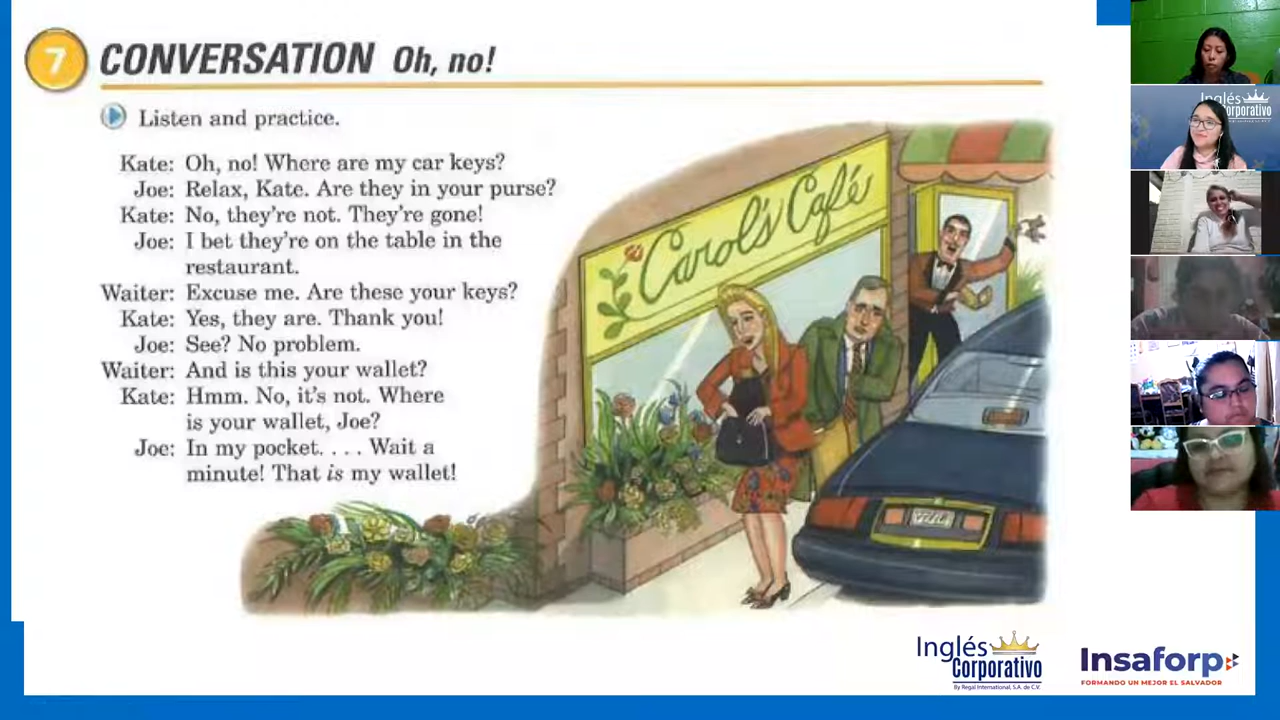 7 CONVERSATION Oh, no!
Listen and practice.
Kate: Oh, no! Where are my car keys?
Joe: Relax, Kate. Are they in your purse?
Kate: No, they're not. They're gone!
Joe: I bet they're on the table in the
restaurant.
Waiter: Excuse me. Are these your keys?
Kate: Yes, they are. Thank you!
Joe: See? No problem.
Waiter: And is this your wallet?
Kate: Hmm. No, it's not. Where
is your wallet, Joe?
Joe: In my pocket. . . . Wait a
minute! That is my wallet!
Carol's Café
Inglés
Corporativo
By Regal International, S.A. de C.V.
Insaforp
FORMANDO UN MEJOR EL SALVADOR
Inglés
Corporativo